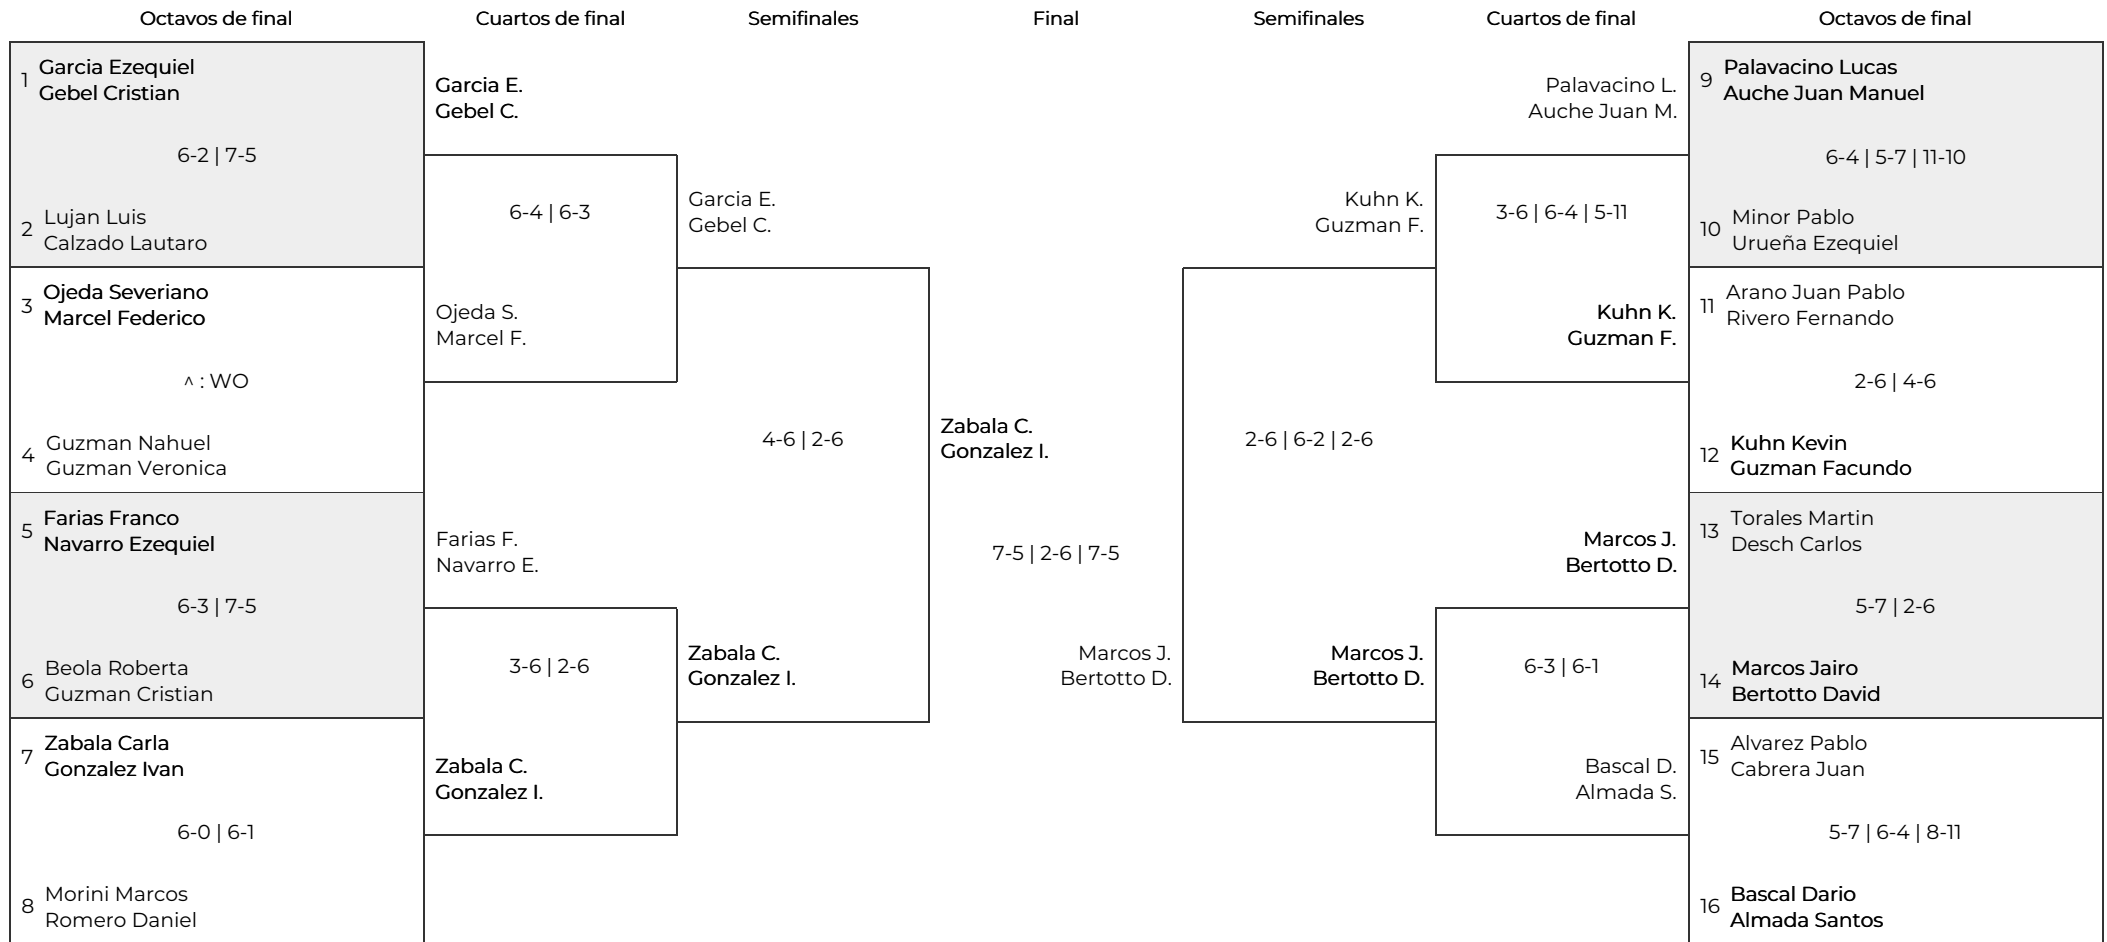 Octavos de final
Cuartos de final
Semifinales
Final
Semifinales
Cuartos de final
Octavos de final
1
Garcia Ezequiel
Gebel Cristian
6-2 | 7-5
2
Lujan Luis
Calzado Lautaro
3
Ojeda Severiano
Marcel Federico
^ : WO
4
Guzman Nahuel
Guzman Veronica
5
Farias Franco
Navarro Ezequiel
6-3 | 7-5
6
Beola Roberta
Guzman Cristian
7
Zabala Carla
Gonzalez Ivan
6-0 | 6-1
8
Morini Marcos
Romero Daniel
Garcia E.
Gebel C.
6-4 | 6-3
Ojeda S.
Marcel F.
Farias F.
Navarro E.
3-6 | 2-6
Zabala C.
Gonzalez I.
Garcia E.
Gebel C.
4-6 | 2-6
Zabala C.
Gonzalez I.
Zabala C.
Gonzalez I.
7-5 | 2-6 | 7-5
Marcos J.
Bertotto D.
Kuhn K.
Guzman F.
2-6 | 6-2 | 2-6
Marcos J.
Bertotto D.
Palavacino L.
Auche Juan M.
3-6 | 6-4 | 5-11
Kuhn K.
Guzman F.
Marcos J.
Bertotto D.
6-3 | 6-1
Bascal D.
Almada S.
9
Palavacino Lucas
Auche Juan Manuel
6-4 | 5-7 | 11-10
10
Minor Pablo
Urueña Ezequiel
11
Arano Juan Pablo
Rivero Fernando
2-6 | 4-6
12
Kuhn Kevin
Guzman Facundo
13
Torales Martin
Desch Carlos
5-7 | 2-6
14
Marcos Jairo
Bertotto David
15
Alvarez Pablo
Cabrera Juan
5-7 | 6-4 | 8-11
16
Bascal Dario
Almada Santos